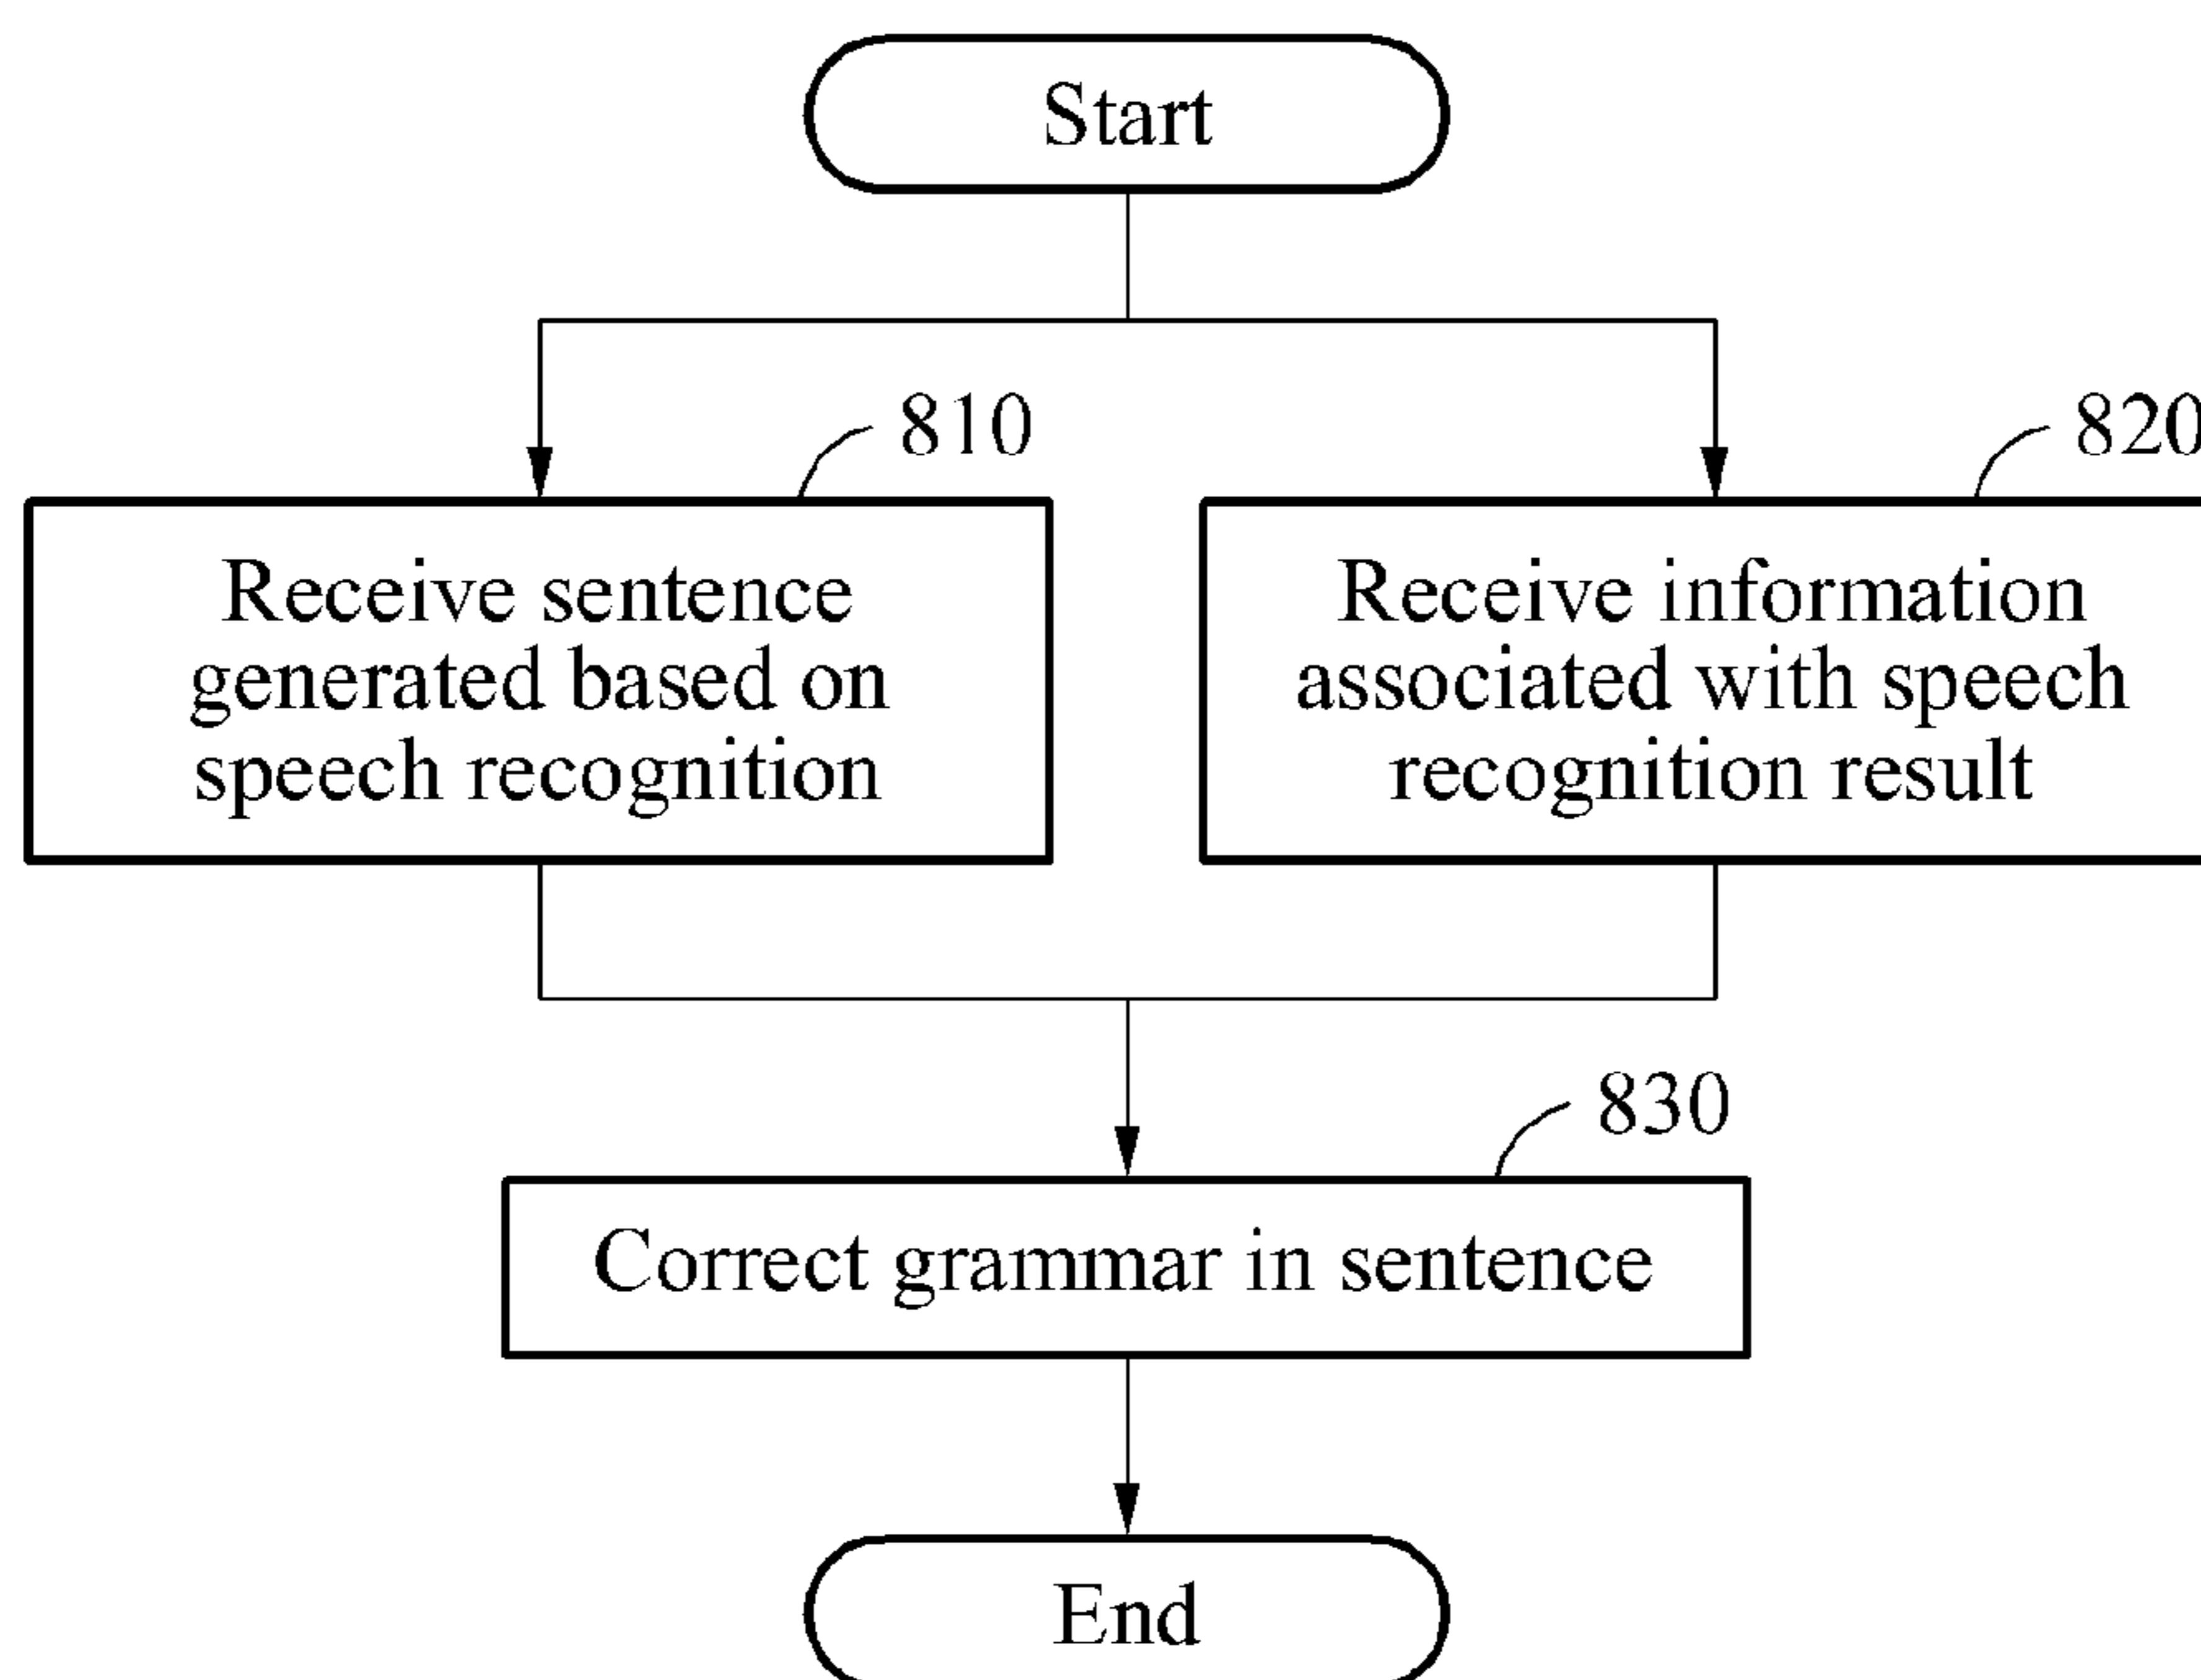 Start
810
820
Receive sentence
generated based on
speech recognition
Receive information
associated with speech
recognition result
830
Correct grammar in sentence
End